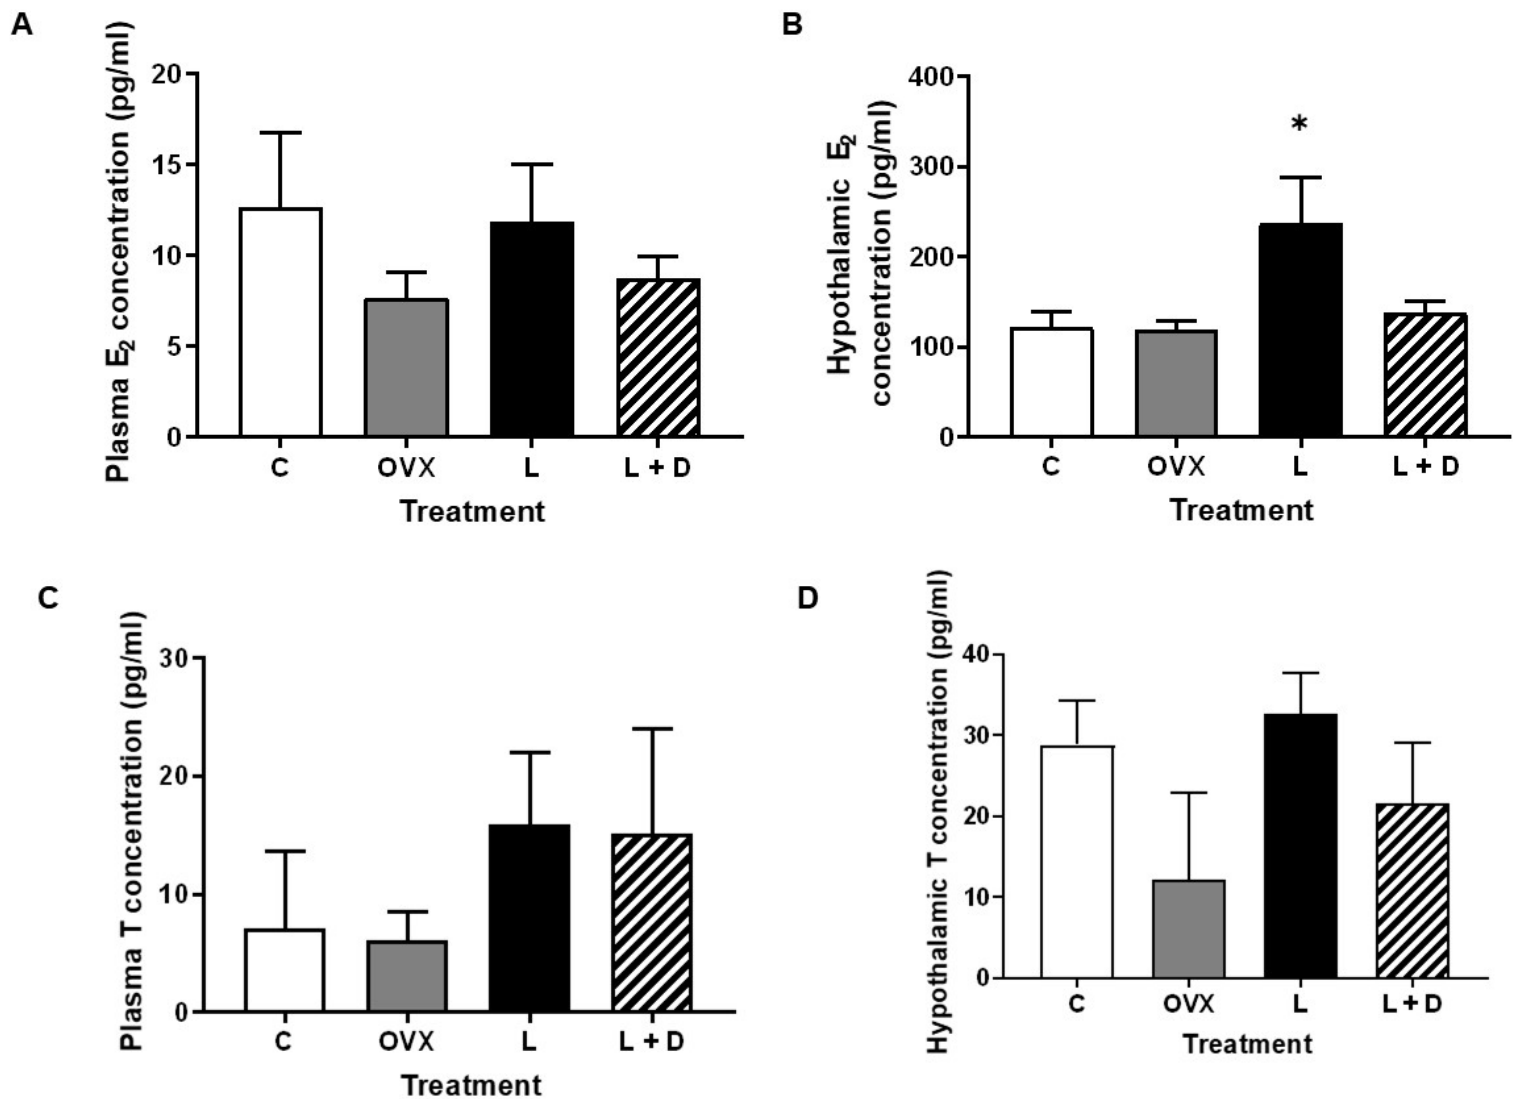 A
Plasma E2 concentration (pg/ml)
20
15
10
5
0
C OVX L L + D
Treatment
B
Hypothalamic E2
concentration (pg/ml)
400
300
200
100
0
*
C OVX L L + D
Treatment
C
Plasma T concentration (pg/ml)
30
20
10
0
C OVX L L + D
Treatment
D
Hypothalamic T concentration (pg/ml)
40
30
20
10
0
C OVX L L + D
Treatment